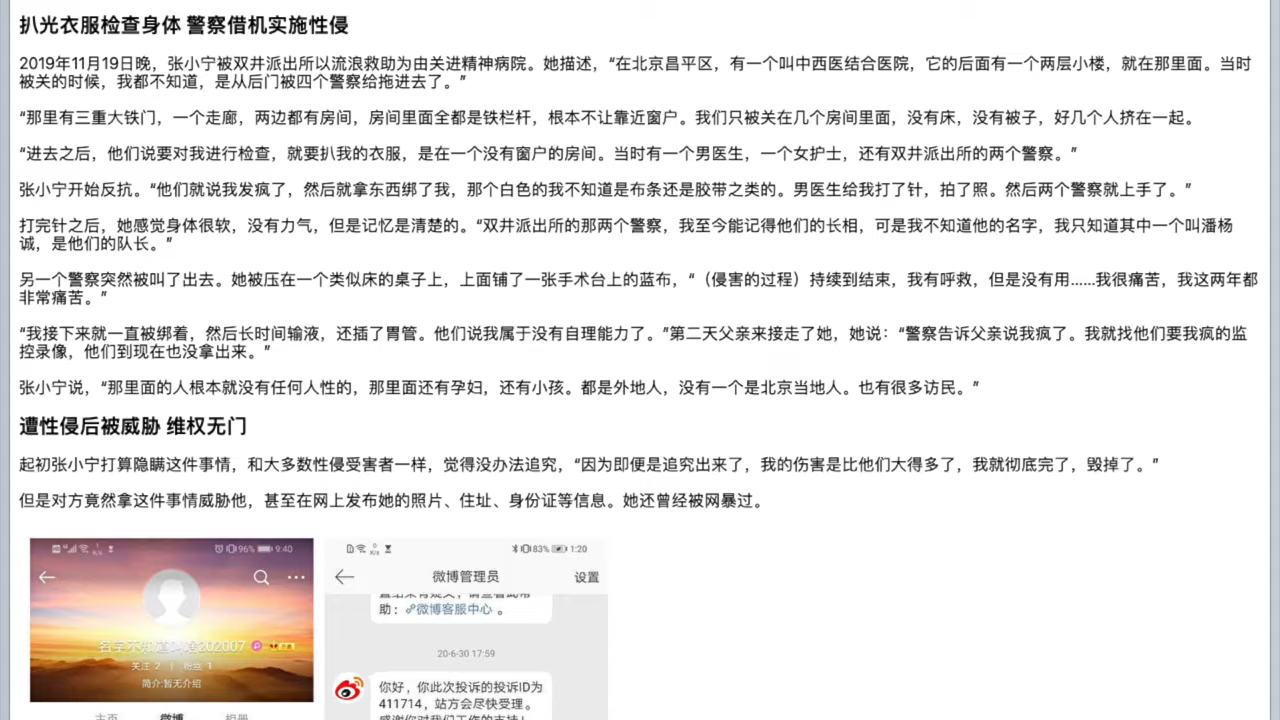 扒光衣服检查身体 警察借机实施性侵
2019年11月19日晚，张小宁被双井派出所以流浪救助为由关进精神病院。她描述，“在北京昌平区，有一个叫中西医结合医院，它的后面有一个两层小楼，就在那里面。当时
被关的时候，我都不知道，是从后门被四个警察给拖进去了。”
“那里有三重大铁门，一个走廊，两边都有房间，房间里面全都是铁栏杆，根本不让靠近窗户。我们只被关在几个房间里面，没有床，没有被子，好几个人挤在一起。
“进去之后，他们说要对我进行检查，就要扒我的衣服，是在一个没有窗户的房间。当时有一个男医生，一个女护士，还有双井派出所的两个警察。”
张小宁开始反抗。“他们就说我发疯了，然后就拿东西绑了我，那个白色的我不知道是布条还是胶带之类的。男医生给我打了针，拍了照。然后两个警察就上手了。”
打完针之后，她感觉身体很软，没有力气，但是记忆是清楚的。“双井派出所的那两个警察，我至今能记得他们的长相，可是我不知道他的名字，我只知道其中一个叫潘杨
诚，是他们的队长。”
另一个警察突然被叫了出去。她被压在一个类似床的桌子上，上面铺了一张手术台上的蓝布，“（侵害的过程）持续到结束，我有呼救，但是没有用……我很痛苦，我这两年都
非常痛苦。”
“我接下来就一直被绑着，然后长时间输液，还插了胃管。他们说我属于没有自理能力了。”第二天父亲来接走了她，她说：“警察告诉父亲说我疯了。我就找他们要我疯的监
控录像，他们到现在也没拿出来。”
张小宁说，“那里面的人根本就没有任何人性的，那里面还有孕妇，还有小孩。都是外地人，没有一个是北京当地人。也有很多访民。”
遭性侵后被威胁 维权无门
起初张小宁打算隐瞒这件事情，和大多数性侵受害者一样，觉得没办法追究，“因为即便是追究出来了，我的伤害是比他们大得多了，我就彻底完了，毁掉了。”
但是对方竟然拿这件事情威胁他，甚至在网上发布她的照片、住址、身份证等信息。她还曾经被网暴过。
96% 9:40
关注 2 | 粉丝 1
简介:暂无介绍
主页 微博 相册
83% 1:20
微博管理员 设置
助：微博客服中心 。
20-6-30 17:59
你好，你此次投诉的投诉ID为
411714，站方会尽快受理。
感谢你对我们工作的支持！